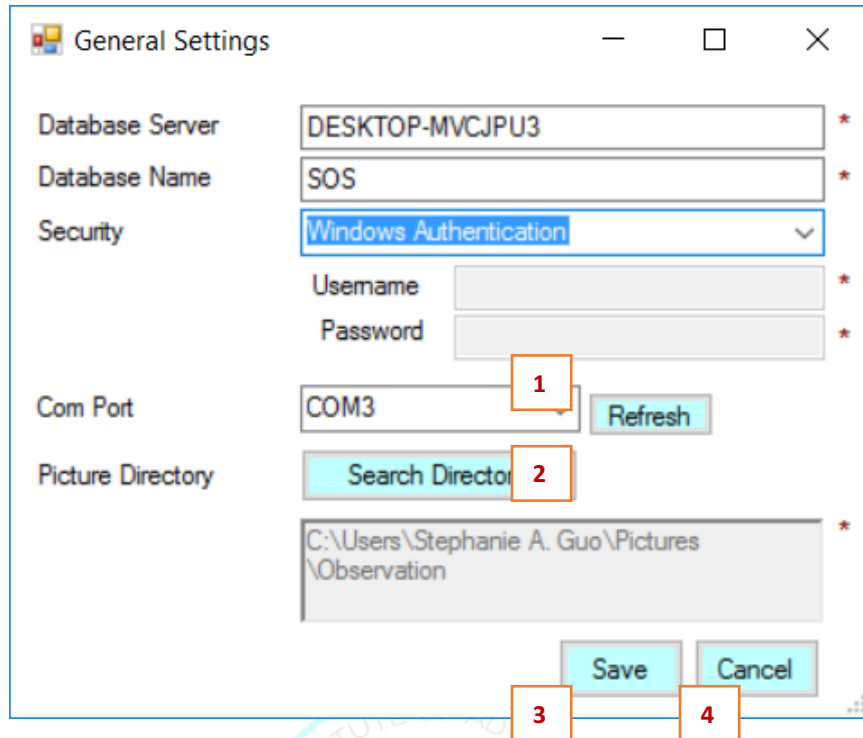 General Settings
Database Server DESKTOP-MVCJPU3 *
Database Name SOS *
Security Windows Authentication
Username *
Password *
1
Com Port COM3 Refresh
Picture Directory Search Director 2
C:\Users\Stephanie A. Guo\Pictures *
\Observation
Save Cancel
3 4